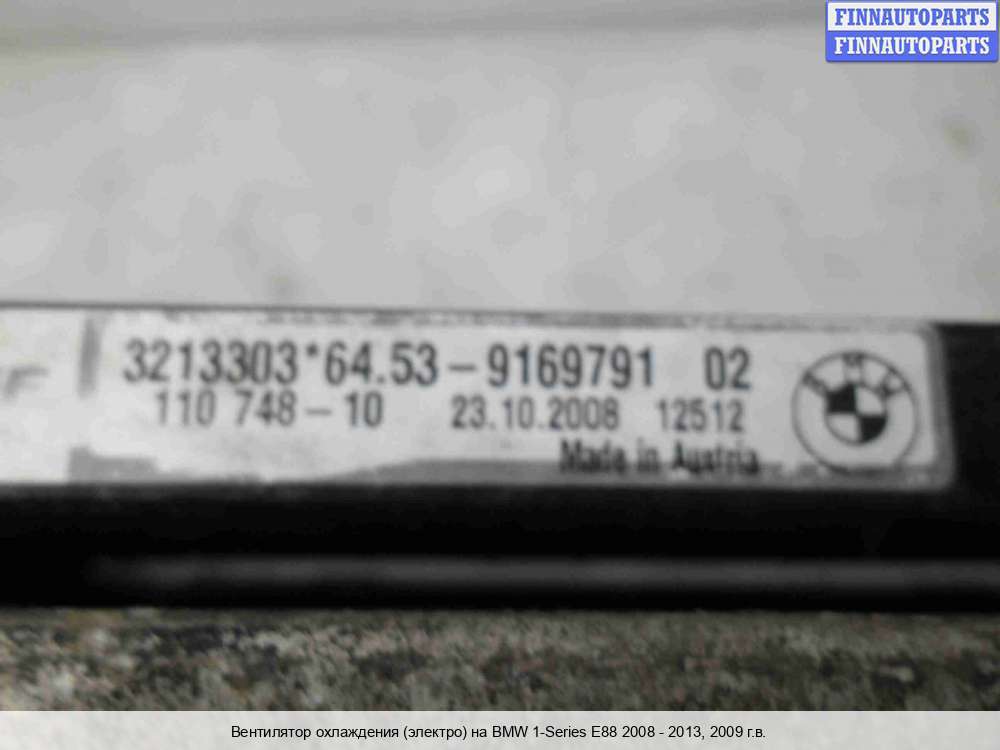 FINNAUTOPARTS
FINNAUTOPARTS
3213303*64.53-9169791 02
110 748-10 23.10.2008 12512
Made in Austria
BMW
Вентилятор охлаждения (электро) на BMW 1-Series E88 2008 - 2013, 2009 г.в.